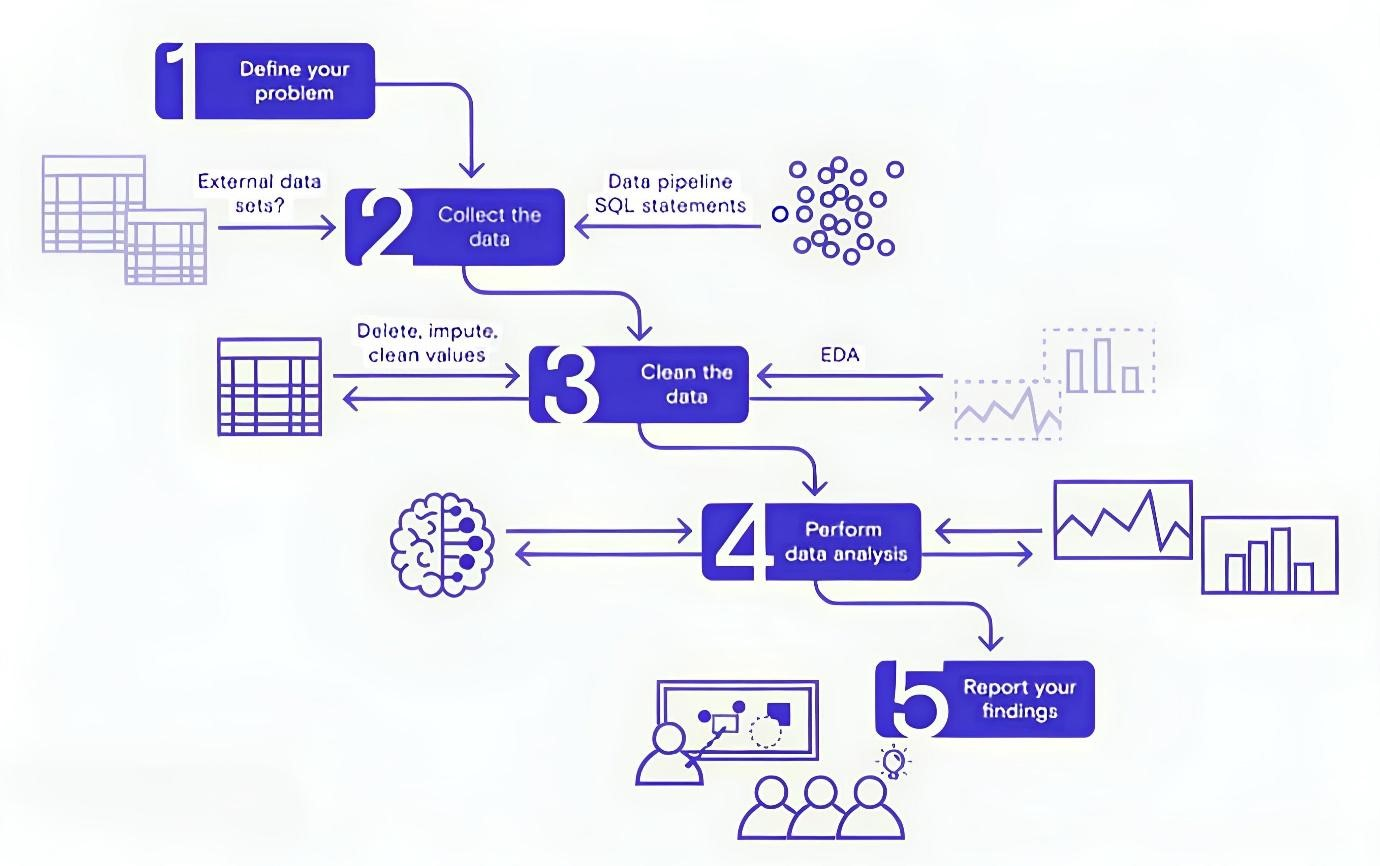 1
Define your
problem
External data
sets?
2
Collect the
data
Data pipeline
SQL statements
Delete, impute,
clean values
3
Clean the
data
EDA
4
Perform
data analysis
5
Report your
findings